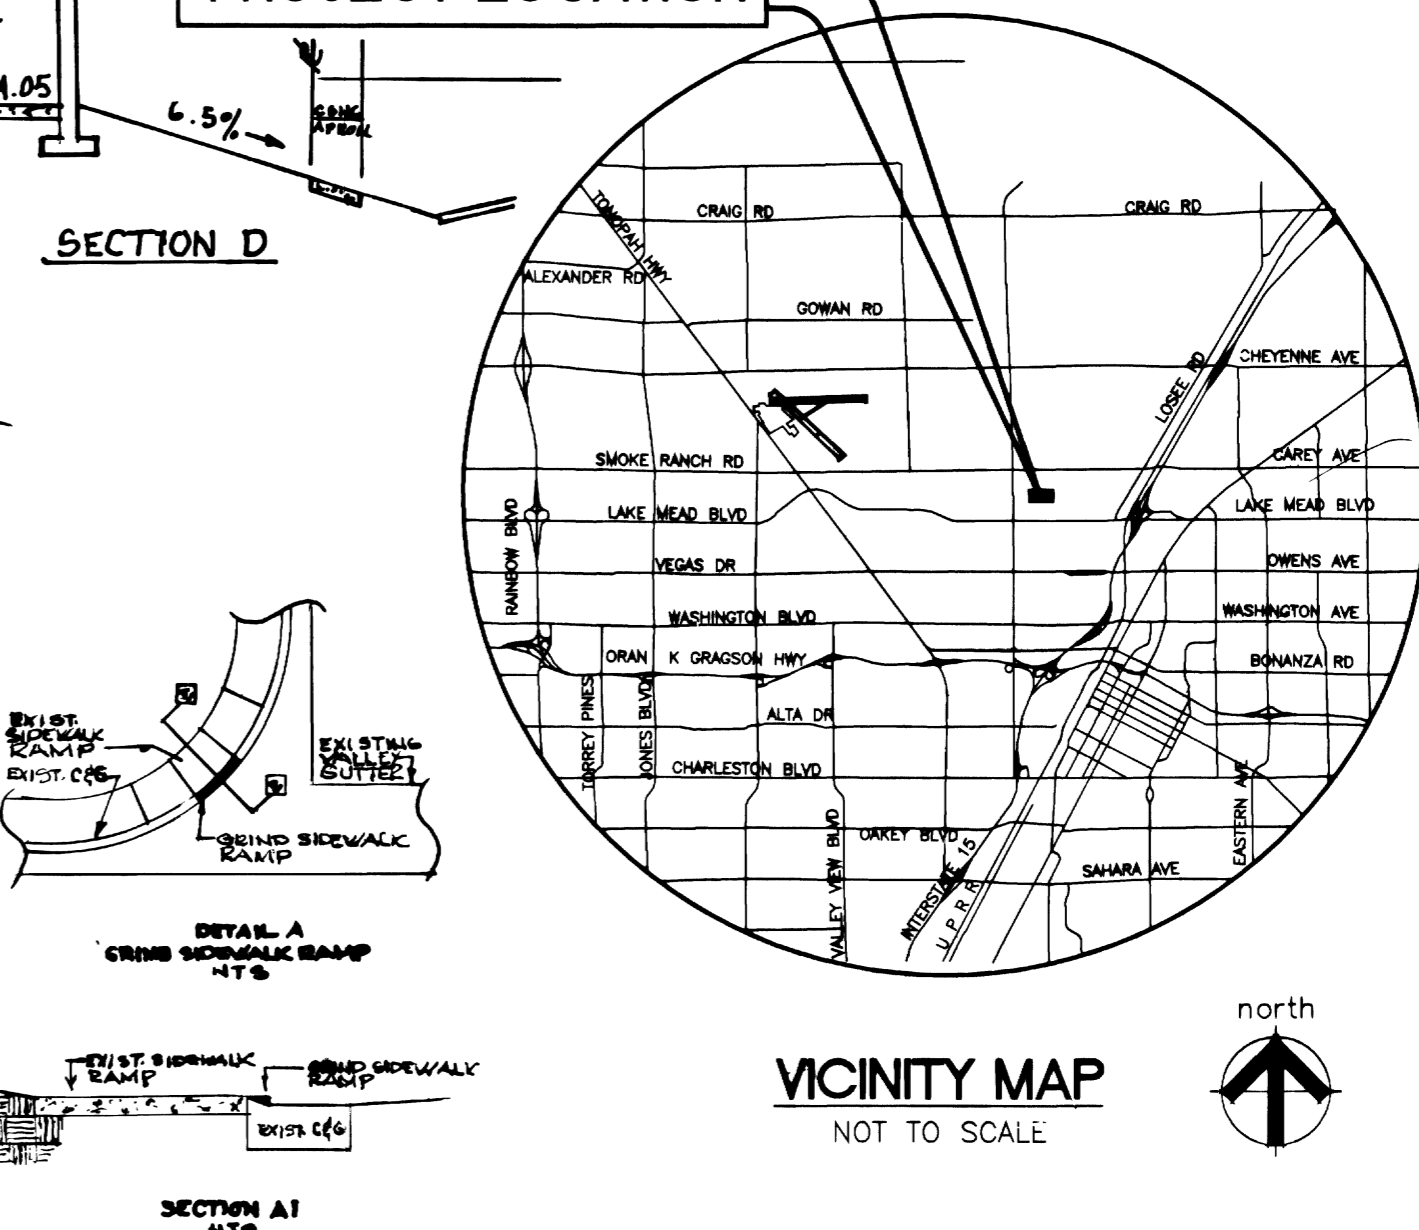 PROJECT LOCATION
1.05
6.5%
CONC
APRON
SECTION D
TONOPAH HWY
CRAIG RD
CRAIG RD
ALEXANDER RD
GOWAN RD
LOSEE RD
CHEYENNE AVE
SMOKE RANCH RD
CAREY AVE
RAINBOW BLVD
LAKE MEAD BLVD
LAKE MEAD BLVD
VEGAS DR
OWENS AVE
WASHINGTON BLVD
WASHINGTON AVE
ORAN K GRAGSON HWY
BONANZA RD
TORREY PINES
JONES BLVD
ALTA DR
CHARLESTON BLVD
EASTERN AVE
VALLEY VIEW BLVD
OAKEY BLVD
INTERSTATE 15
U P R R
SAHARA AVE
EXIST.
SIDEWALK
RAMP
EXIST. C&G
EXISTING
VALLEY
GUTTER
GRIND SIDEWALK
RAMP
DETAIL A
GRIND SIDEWALK RAMP
NTS
EXIST. SIDEWALK
RAMP
GRIND SIDEWALK
RAMP
EXIST. C&G
SECTION A1
NTS
VICINITY MAP
NOT TO SCALE
north